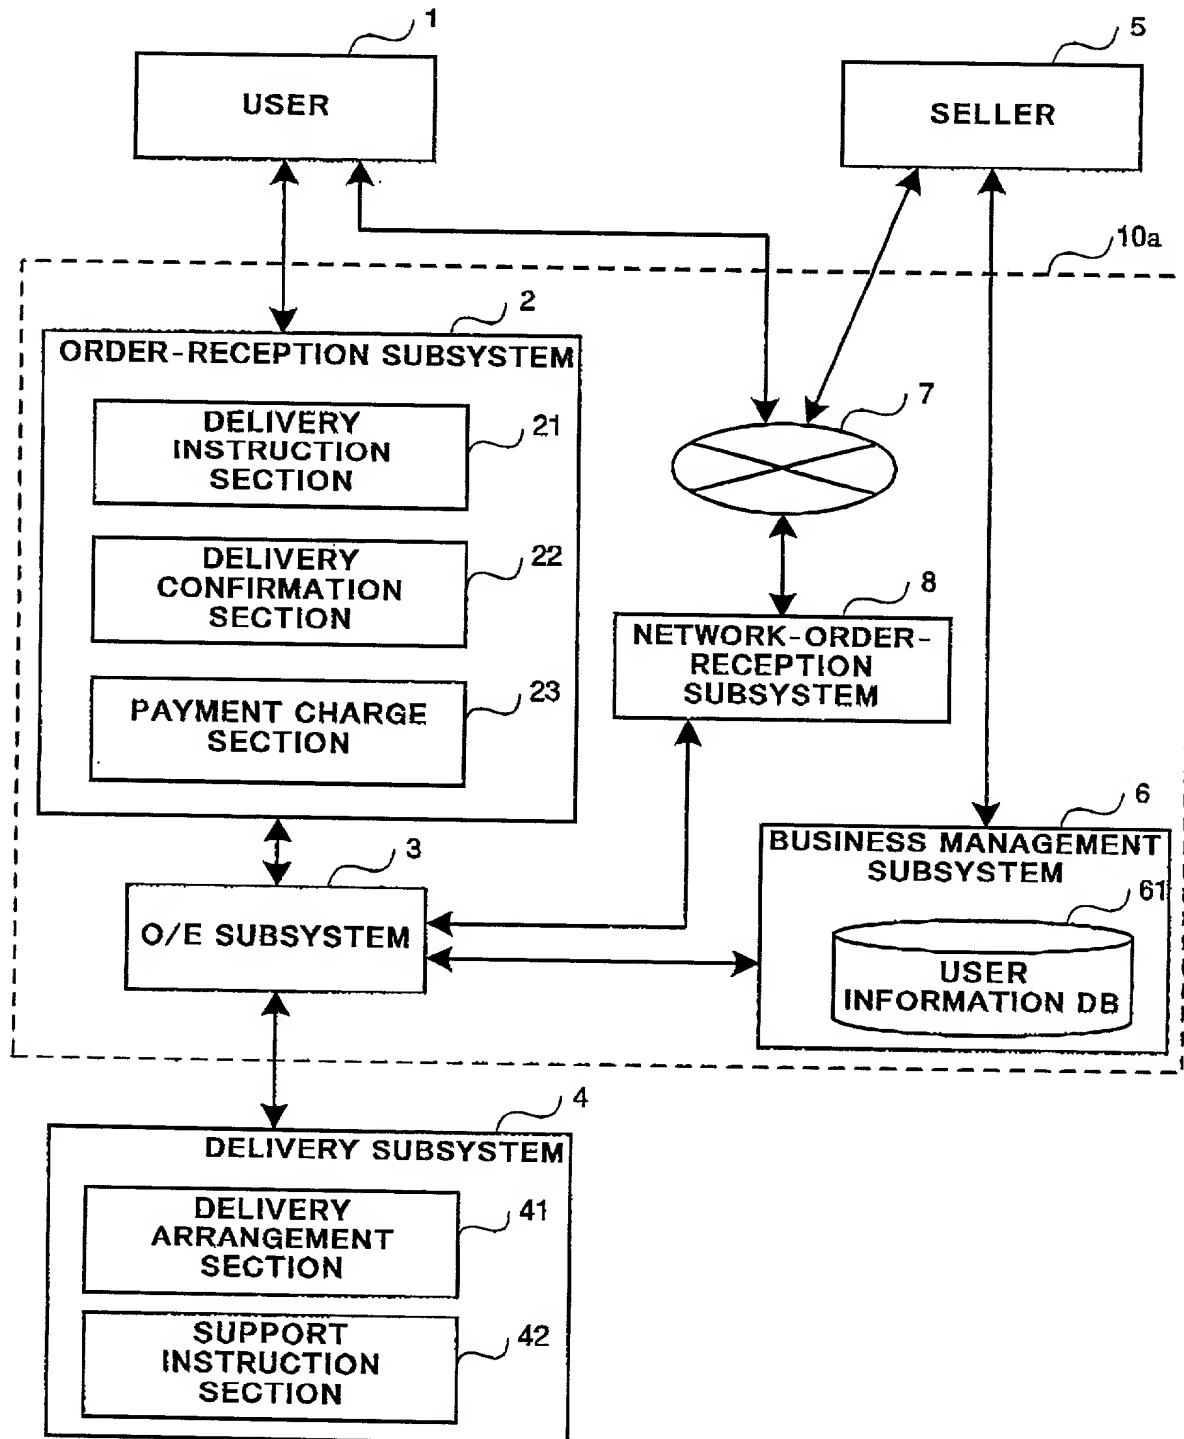 1
USER
5
SELLER
10a
2
ORDER-RECEPTION SUBSYSTEM
DELIVERY
INSTRUCTION
SECTION
21
DELIVERY
CONFIRMATION
SECTION
22
PAYMENT CHARGE
SECTION
23
7
8
NETWORK-ORDER-
RECEPTION
SUBSYSTEM
3
O/E SUBSYSTEM
6
BUSINESS MANAGEMENT
SUBSYSTEM
61
USER
INFORMATION DB
4
DELIVERY SUBSYSTEM
DELIVERY
ARRANGEMENT
SECTION
41
SUPPORT
INSTRUCTION
SECTION
42